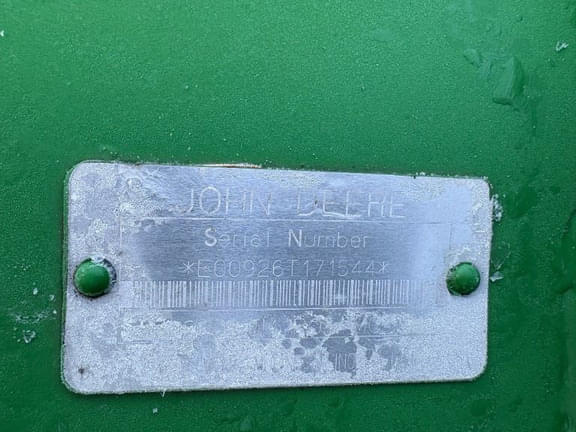 JOHN DEERE
Serial Number
*E00926T171544*